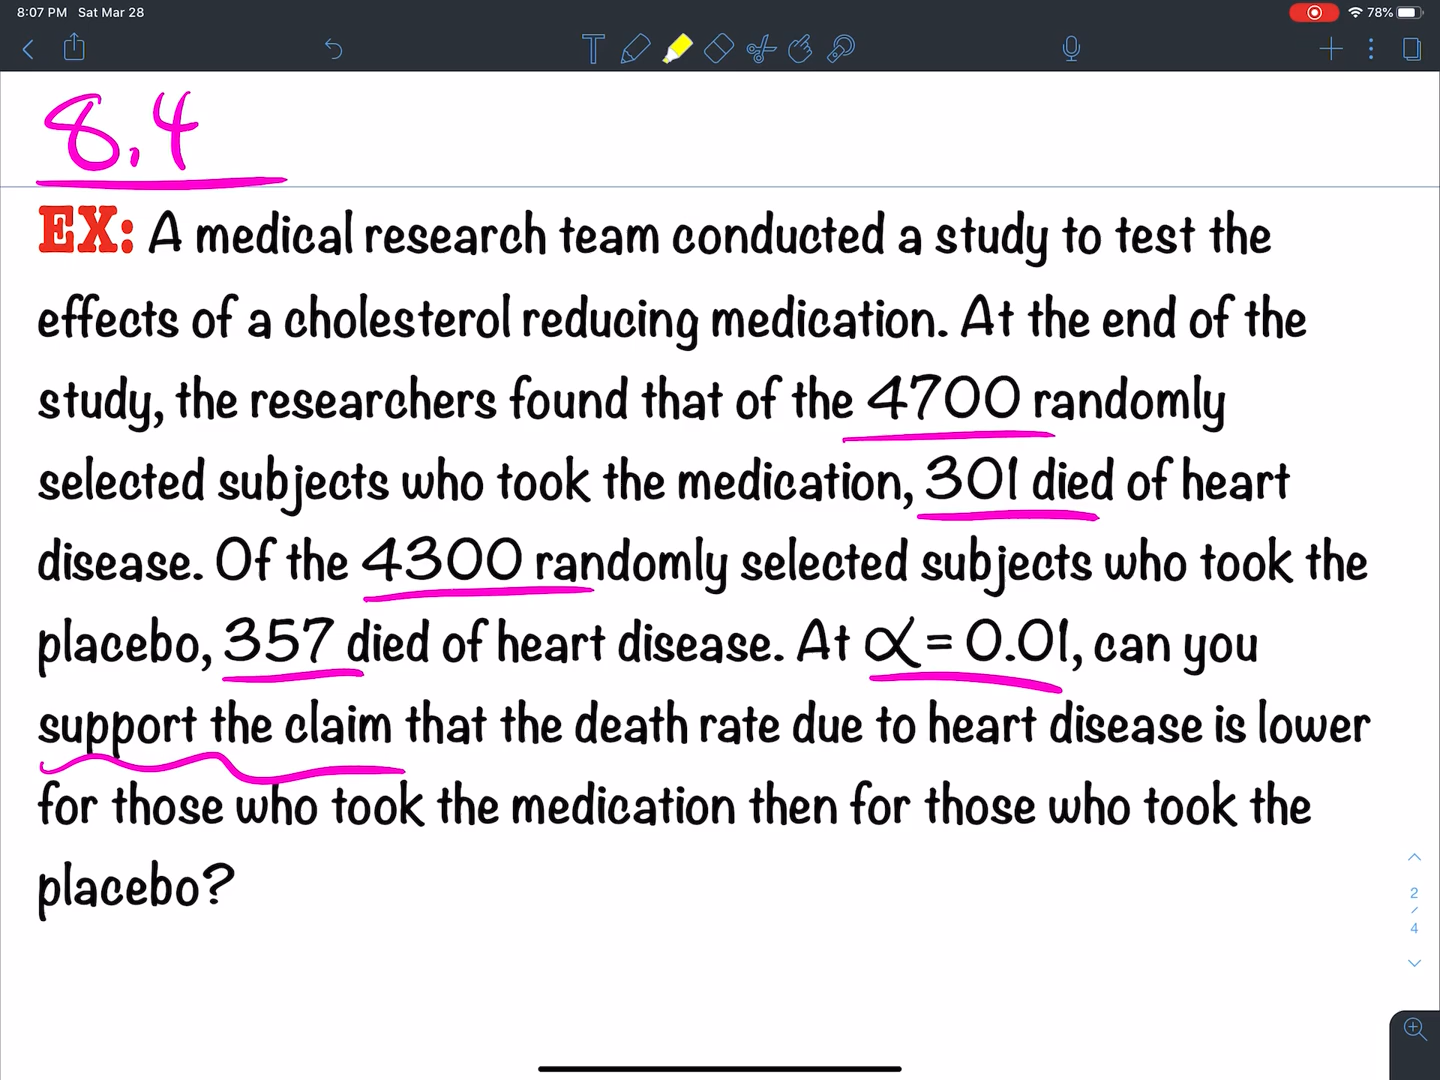 8:07 PM Sat Mar 28
78%
T
8.4
EX: A medical research team conducted a study to test the
effects of a cholesterol reducing medication. At the end of the
study, the researchers found that of the 4700 randomly
selected subjects who took the medication, 301 died of heart
disease. Of the 4300 randomly selected subjects who took the
placebo, 357 died of heart disease. At α = 0.01, can you
support the claim that the death rate due to heart disease is lower
for those who took the medication then for those who took the
placebo?
2
/
4